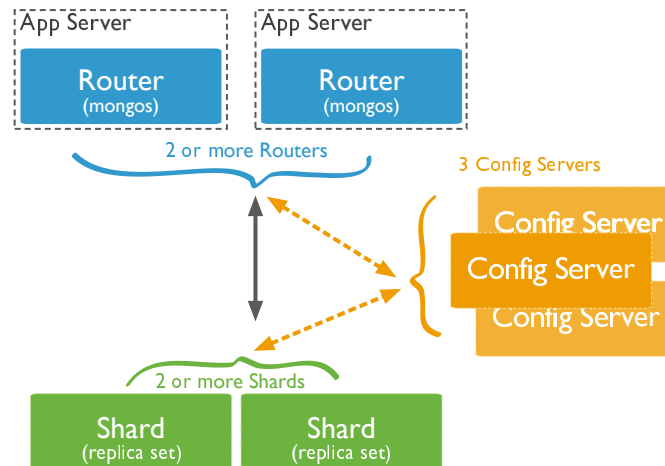 App Server
App Server
Router
(mongos)
Router
(mongos)
2 or more Routers
3 Config Servers
Config Server
Config Server
Config Server
2 or more Shards
Shard
(replica set)
Shard
(replica set)